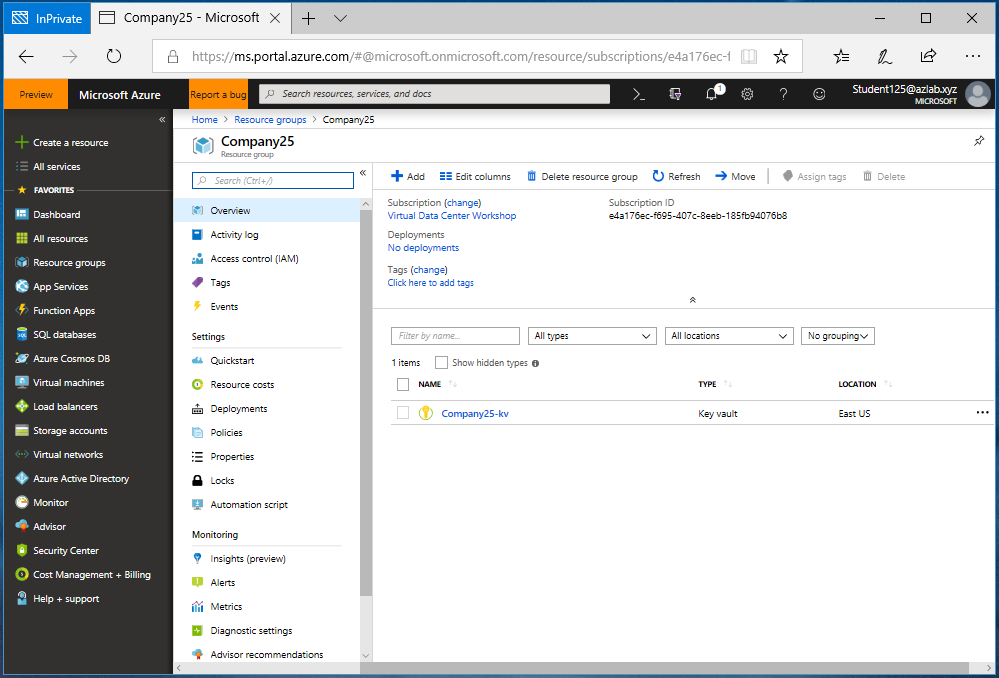 InPrivate
Company25 - Microsoft
https://ms.portal.azure.com/#@microsoft.onmicrosoft.com/resource/subscriptions/e4a176ec-f
Preview
Microsoft Azure
Report a bug
Search resources, services, and docs
1
Student125@azlab.xyz
MICROSOFT
Create a resource
All services
FAVORITES
Dashboard
All resources
Resource groups
App Services
Function Apps
SQL databases
Azure Cosmos DB
Virtual machines
Load balancers
Storage accounts
Virtual networks
Azure Active Directory
Monitor
Advisor
Security Center
Cost Management + Billing
Help + support
Home > Resource groups > Company25
Company25
Resource group
Search (Ctrl+/)
Overview
Activity log
Access control (IAM)
Tags
Events
Settings
Quickstart
Resource costs
Deployments
Policies
Properties
Locks
Automation script
Monitoring
Insights (preview)
Alerts
Metrics
Diagnostic settings
Advisor recommendations
Add Edit columns Delete resource group Refresh Move Assign tags Delete
Subscription (change)
Virtual Data Center Workshop
Subscription ID
e4a176ec-f695-407c-8eeb-185fb94076b8
Deployments
No deployments
Tags (change)
Click here to add tags
Filter by name... All types All locations No grouping
1 items Show hidden types
NAME TYPE LOCATION
Company25-kv Key vault East US